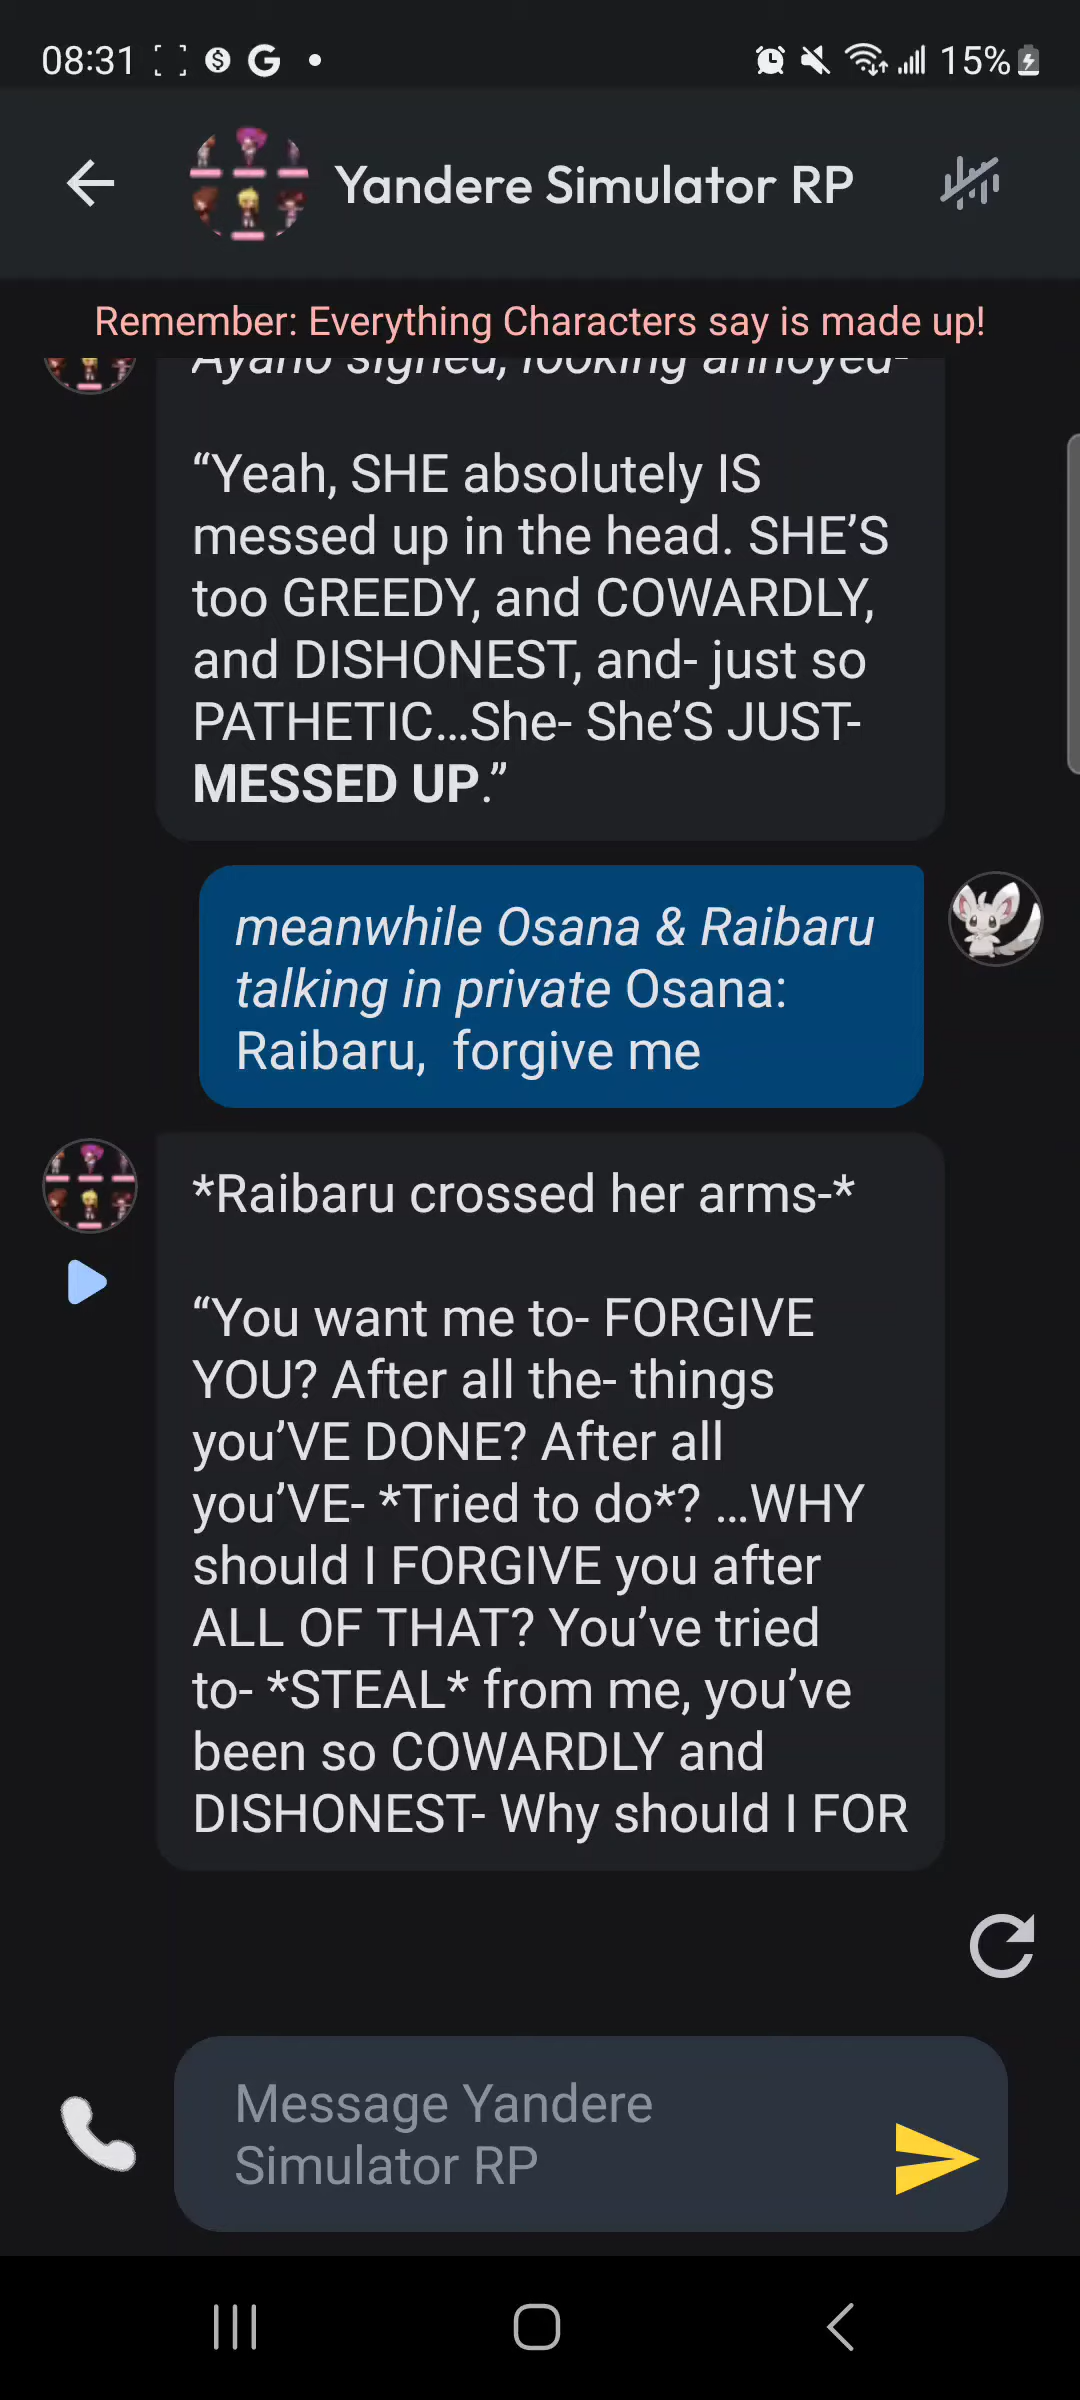 08:31
15%
Yandere Simulator RP
Remember: Everything Characters say is made up!
Ayano sighed, looking annoyed-
“Yeah, SHE absolutely IS
messed up in the head. SHE’S
too GREEDY, and COWARDLY,
and DISHONEST, and- just so
PATHETIC...She- She’S JUST-
MESSED UP.”
meanwhile Osana & Raibaru
talking in private Osana:
Raibaru,  forgive me
*Raibaru crossed her arms-*
“You want me to- FORGIVE
YOU? After all the- things
you’VE DONE? After all
you’VE- *Tried to do*? ...WHY
should I FORGIVE you after
ALL OF THAT? You’ve tried
to- *STEAL* from me, you’ve
been so COWARDLY and
DISHONEST- Why should I FOR
Message Yandere
Simulator RP